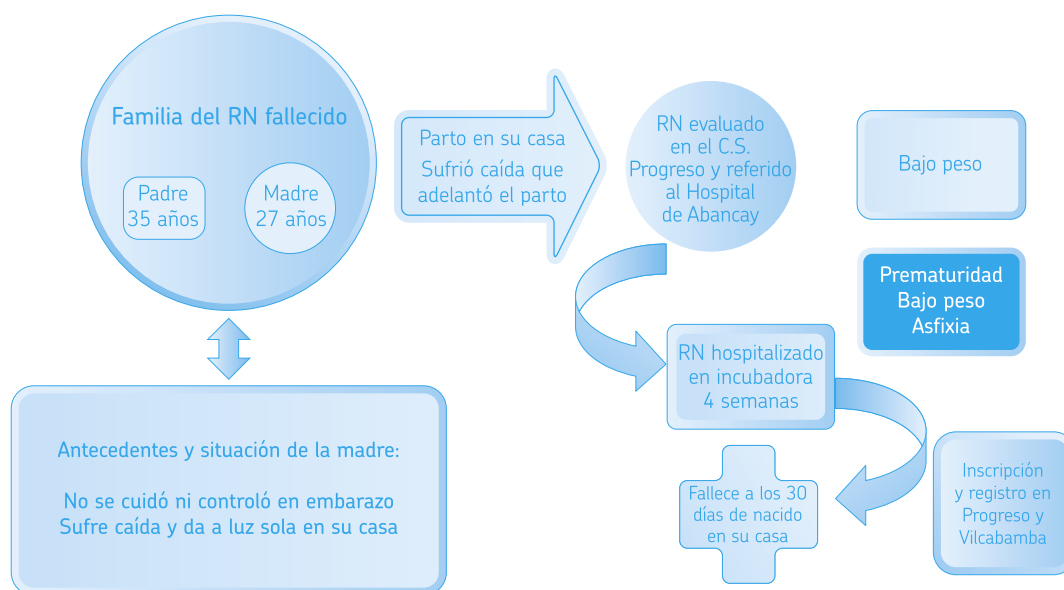 Familia del RN fallecido
Padre
35 años
Madre
27 años
Parto en su casa
Sufrió caída que
adelantó el parto
RN evaluado
en el C.S.
Progreso y referido
al Hospital
de Abancay
Bajo peso
Prematuridad
Bajo peso
Asfixia
RN hospitalizado
en incubadora
4 semanas
Antecedentes y situación de la madre:
No se cuidó ni controló en embarazo
Sufre caída y da a luz sola en su casa
Fallece a los 30
días de nacido
en su casa
Inscripción
y registro en
Progreso y
Vilcabamba